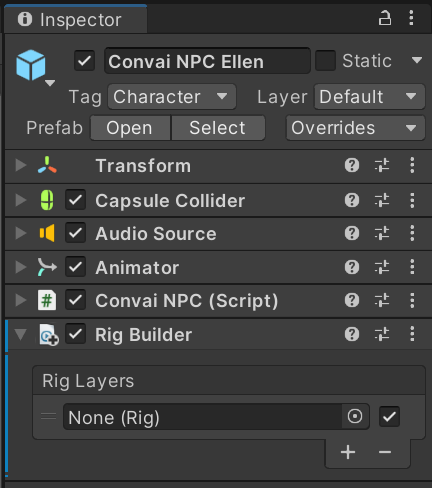 Inspector
Convai NPC Ellen
Static
Tag Character Layer Default
Prefab Open Select Overrides
Transform
Capsule Collider
Audio Source
Animator
# Convai NPC (Script)
Rig Builder
Rig Layers
None (Rig)
+ −